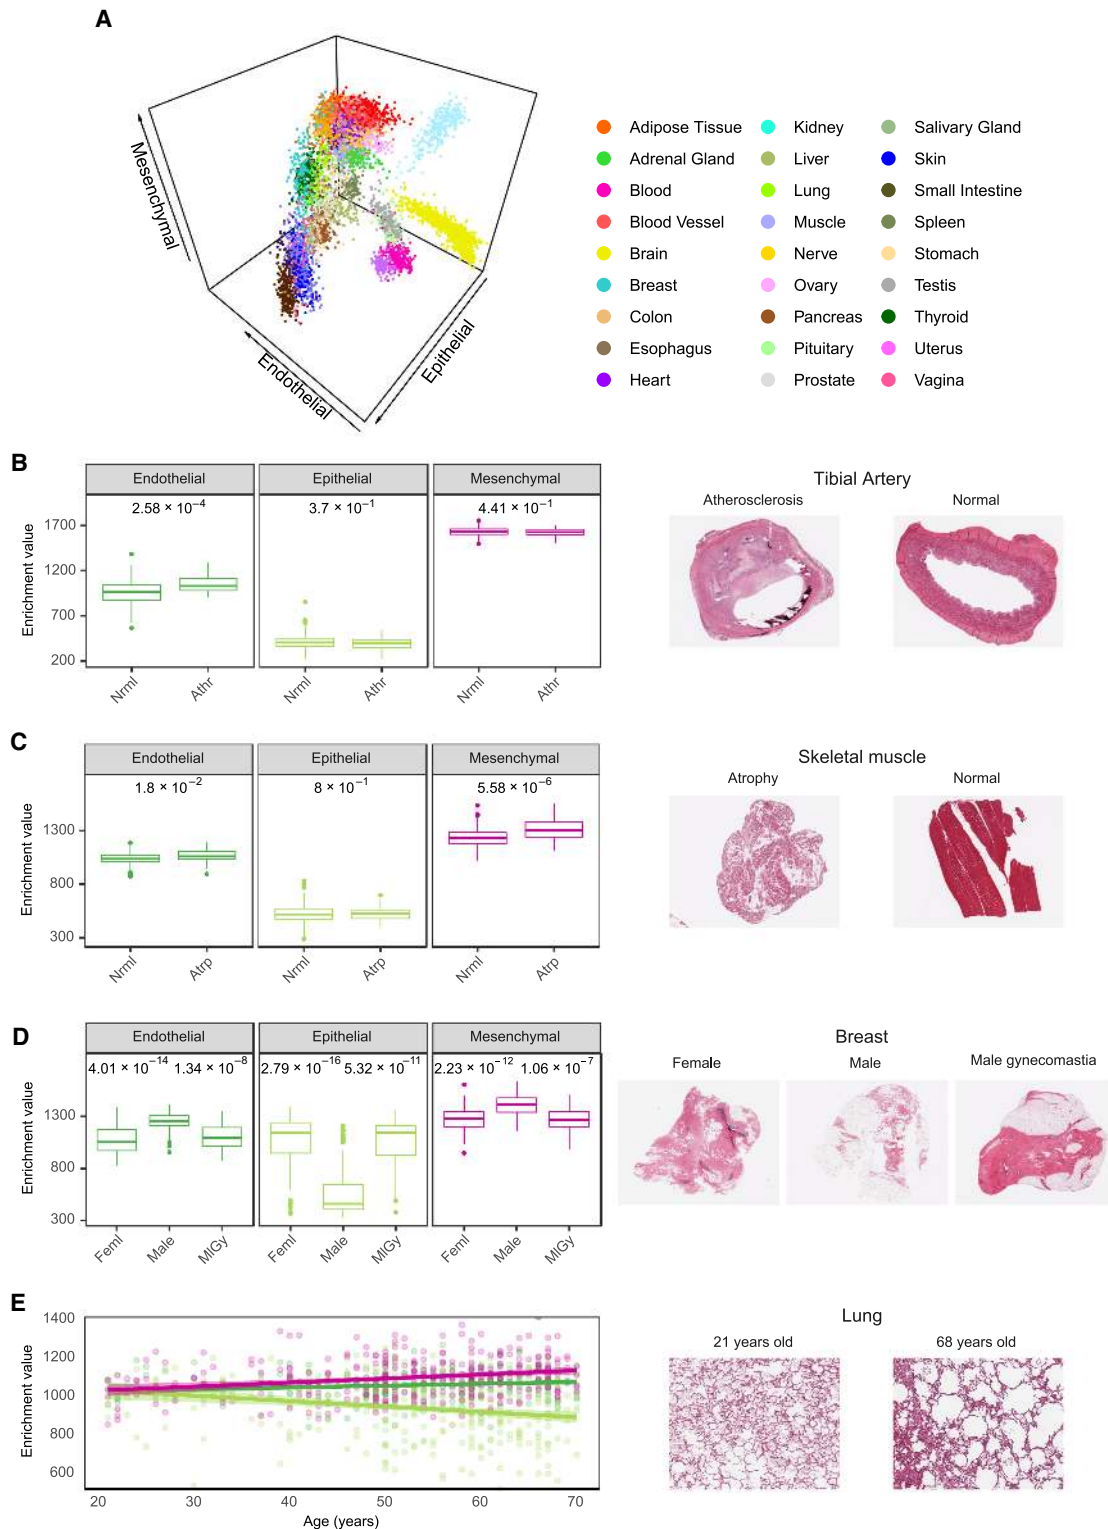 A
Mesenchymal
Endothelial
Epithelial
Adipose Tissue
Adrenal Gland
Blood
Blood Vessel
Brain
Breast
Colon
Esophagus
Heart
Kidney
Liver
Lung
Muscle
Nerve
Ovary
Pancreas
Pituitary
Prostate
Salivary Gland
Skin
Small Intestine
Spleen
Stomach
Testis
Thyroid
Uterus
Vagina
B
Endothelial Epithelial Mesenchymal
2.58 × 10⁻⁴ 3.7 × 10⁻¹ 4.41 × 10⁻¹
Enrichment value
1700
1200
700
200
Nrml Athr Nrml Athr Nrml Athr
Tibial Artery
Atherosclerosis Normal
C
Endothelial Epithelial Mesenchymal
1.8 × 10⁻² 8 × 10⁻¹ 5.58 × 10⁻⁶
Enrichment value
1300
800
300
Nrml Atrp Nrml Atrp Nrml Atrp
Skeletal muscle
Atrophy Normal
D
Endothelial Epithelial Mesenchymal
4.01 × 10⁻¹⁴ 1.34 × 10⁻⁸ 2.79 × 10⁻¹⁶ 5.32 × 10⁻¹¹ 2.23 × 10⁻¹² 1.06 × 10⁻⁷
Enrichment value
1300
800
300
Feml Male MlGy Feml Male MlGy Feml Male MlGy
Breast
Female Male Male gynecomastia
E
Enrichment value
1400
1200
1000
800
600
20 30 40 50 60 70
Age (years)
Lung
21 years old 68 years old